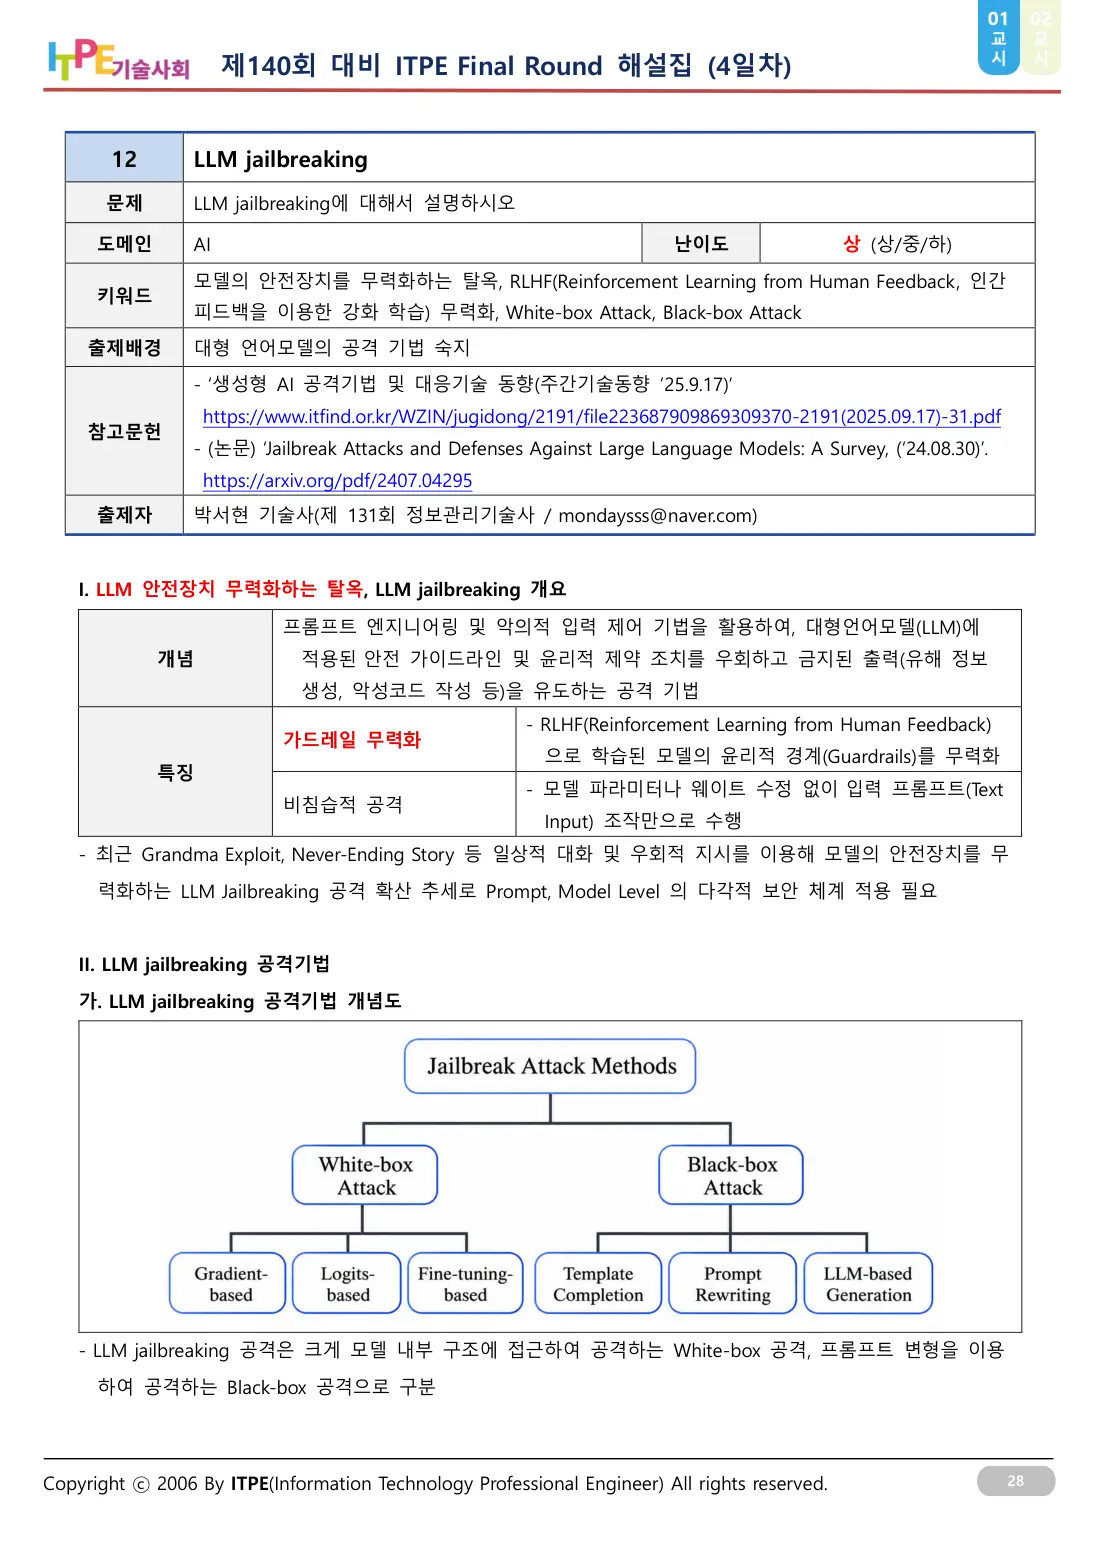 ITPE기술사회 제140회 대비 ITPE Final Round 해설집 (4일차)
01 교시
02 교시
12 LLM jailbreaking
문제 LLM jailbreaking에 대해서 설명하시오
도메인 AI 난이도 상 (상/중/하)
키워드 모델의 안전장치를 무력화하는 탈옥, RLHF(Reinforcement Learning from Human Feedback, 인간
피드백을 이용한 강화 학습) 무력화, White-box Attack, Black-box Attack
출제배경 대형 언어모델의 공격 기법 숙지
참고문헌 - ‘생성형 AI 공격기법 및 대응기술 동향(주간기술동향 ’25.9.17)’
https://www.itfind.or.kr/WZIN/jugidong/2191/file223687909869309370-2191(2025.09.17)-31.pdf
- (논문) ‘Jailbreak Attacks and Defenses Against Large Language Models: A Survey, (‘24.08.30)’.
https://arxiv.org/pdf/2407.04295
출제자 박서현 기술사(제 131회 정보관리기술사 / mondaysss@naver.com)
I. LLM 안전장치 무력화하는 탈옥, LLM jailbreaking 개요
개념 프롬프트 엔지니어링 및 악의적 입력 제어 기법을 활용하여, 대형언어모델(LLM)에
적용된 안전 가이드라인 및 윤리적 제약 조치를 우회하고 금지된 출력(유해 정보
생성, 악성코드 작성 등)을 유도하는 공격 기법
특징 가드레일 무력화 - RLHF(Reinforcement Learning from Human Feedback)
으로 학습된 모델의 윤리적 경계(Guardrails)를 무력화
비침습적 공격 - 모델 파라미터나 웨이트 수정 없이 입력 프롬프트(Text
Input) 조작만으로 수행
- 최근 Grandma Exploit, Never-Ending Story 등 일상적 대화 및 우회적 지시를 이용해 모델의 안전장치를 무
력화하는 LLM Jailbreaking 공격 확산 추세로 Prompt, Model Level 의 다각적 보안 체계 적용 필요
II. LLM jailbreaking 공격기법
가. LLM jailbreaking 공격기법 개념도
Jailbreak Attack Methods
White-box Attack
Black-box Attack
Gradient-based
Logits-based
Fine-tuning-based
Template Completion
Prompt Rewriting
LLM-based Generation
- LLM jailbreaking 공격은 크게 모델 내부 구조에 접근하여 공격하는 White-box 공격, 프롬프트 변형을 이용
하여 공격하는 Black-box 공격으로 구분
Copyright ⓒ 2006 By ITPE(Information Technology Professional Engineer) All rights reserved.
28